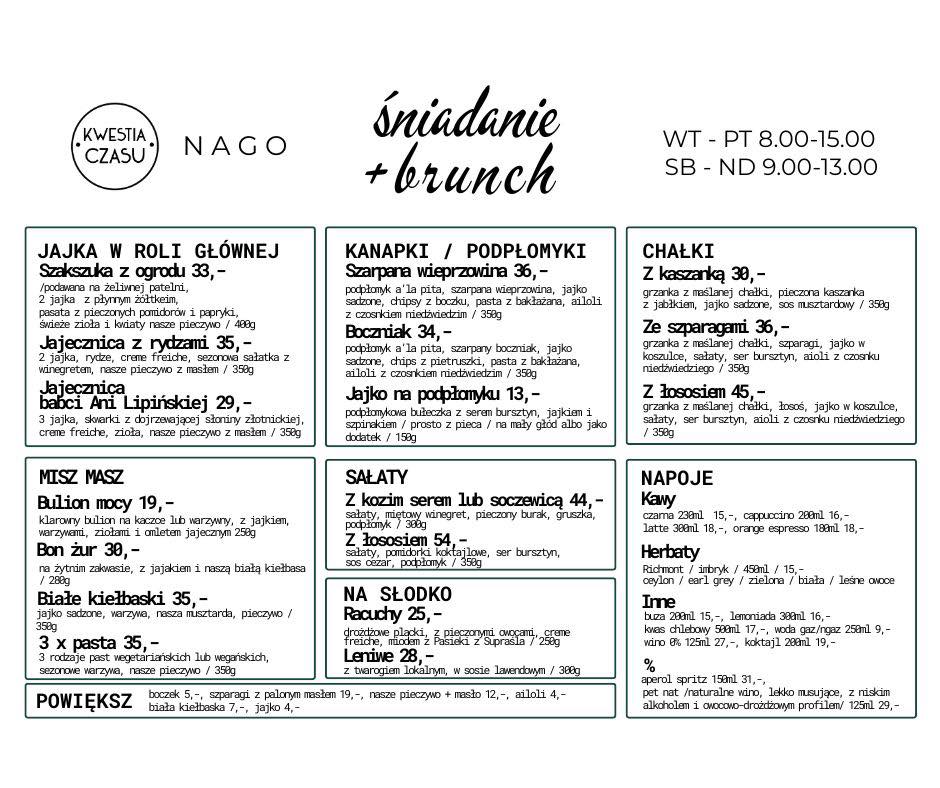 KWESTIA
CZASU
NAGO
śniadanie
+brunch
WT - PT 8.00-15.00
SB - ND 9.00-13.00
JAJKA W ROLI GŁÓWNEJ
Szakszuka z ogrodu 33,-
/podawana na żeliwnej patelni,
2 jajka z płynnym żółtkeim,
pasata z pieczonych pomidorów i papryki,
świeże zioła i kwiaty nasze pieczywo / 400g
Jajecznica z rydzami 35,-
2 jajka, rydze, creme freiche, sezonowa sałatka z
winegretem, nasze pieczywo z masłem / 350g
Jajecznica
babci Ani Lipińskiej 29,-
3 jajka, skwarki z dojrzewającej słoniny złotnickiej,
creme freiche, zioła, nasze pieczywo z masłem / 350g
KANAPKI / PODPŁOMYKI
Szarpana wieprzowina 36,-
podpłomyk a'la pita, szarpana wieprzowina, jajko
sadzone, chipsy z boczku, pasta z bakłażana, ailoli
z czosnkiem niedźwiedzim / 350g
Boczniak 34,-
podpłomyk a'la pita, szarpany boczniak, jajko
sadzone, chips z pietruszki, pasta z bakłażana,
ailoli z czosnkiem niedźwiedzim / 350g
Jajko na podpłomyku 13,-
podpłomykowa bułeczka z serem bursztyn, jajkiem i
szpinakiem / prosto z pieca / na mały głód albo jako
dodatek / 150g
CHAŁKI
Z kaszanką 30,-
grzanka z maślanej chałki, pieczona kaszanka
z jabłkiem, jajko sadzone, sos musztardowy / 350g
Ze szparagami 36,-
grzanka z maślanej chałki, szparagi, jajko w
koszulce, sałaty, ser bursztyn, aioli z czosnku
niedźwiedziego / 350g
Z łososiem 45,-
grzanka z maślanej chałki, łosoś, jajko w koszulce,
sałaty, ser bursztyn, aioli z czosnku niedźwiedziego
/ 350g
MISZ MASZ
Bulion mocy 19,-
klarowny bulion na kaczce lub warzywny, z jajkiem,
warzywami, ziołami i omletem jajecznym 250g
Bon żur 30,-
na żytnim zakwasie, z jajakiem i naszą białą kiełbasa
/ 280g
Białe kiełbaski 35,-
jajko sadzone, warzywa, nasza musztarda, pieczywo /
350g
3 x pasta 35,-
3 rodzaje past wegetariańskich lub wegańskich,
sezonowe warzywa, nasze pieczywo / 350g
SAŁATY
Z kozim serem lub soczewicą 44,-
sałaty, miętowy winegret, pieczony burak, gruszka,
podpłomyk / 300g
Z łososiem 54,-
sałaty, pomidorki koktajlowe, ser bursztyn,
sos cezar, podpłomyk / 350g
NA SŁODKO
Racuchy 25,-
drożdżowe placki, z pieczonymi owocami, creme
freiche, miodem z Pasieki z Supraśla / 250g
Leniwe 28,-
z twarogiem lokalnym, w sosie lawendowym / 300g
NAPOJE
Kawy
czarna 230ml 15,-, cappuccino 200ml 16,-
latte 300ml 18,-, orange espresso 180ml 18,-
Herbaty
Richmont / imbryk / 450ml / 15,-
ceylon / earl grey / zielona / biała / leśne owoce
Inne
buza 200ml 15,-, lemoniada 300ml 16,-
kwas chlebowy 500ml 17,-, woda gaz/ngaz 250ml 9,-
wino 0% 125ml 27,-, koktajl 200ml 19,-
%
aperol spritz 150ml 31,-,
pet nat /naturalne wino, lekko musujące, z niskim
alkoholem i owocowo-drożdżowym profilem/ 125ml 29,-
POWIĘKSZ
boczek 5,-, szparagi z palonym masłem 19,-, nasze pieczywo + masło 12,-, ailoli 4,-
biała kiełbaska 7,-, jajko 4,-